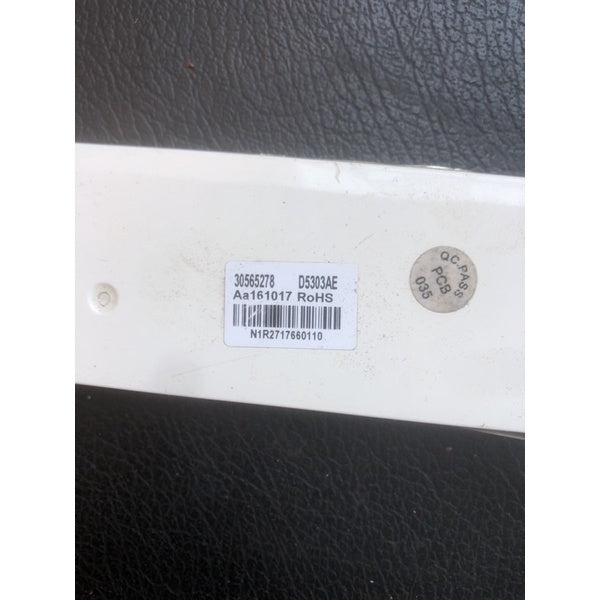 30565278 D5303AE
Aa161017 RoHS
N1R2717660110
QC.PASS
PCB
035